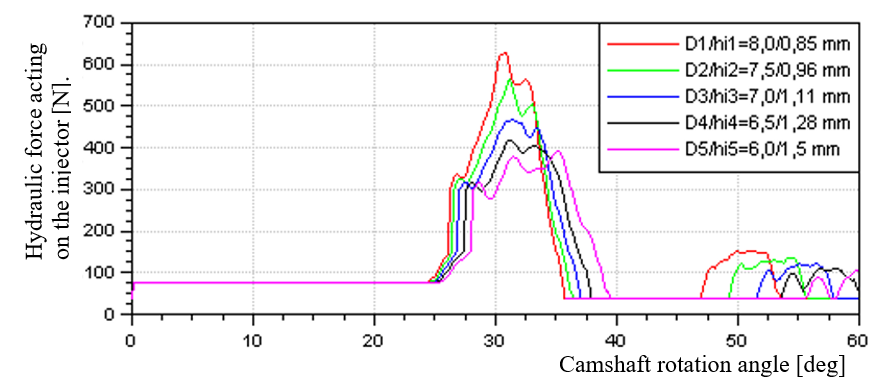 Hydraulic force acting
on the injector [N].
700
600
500
400
300
200
100
0
D1/hi1=8,0/0,85 mm
D2/hi2=7,5/0,96 mm
D3/hi3=7,0/1,11 mm
D4/hi4=6,5/1,28 mm
D5/hi5=6,0/1,5 mm
0 10 20 30 40 50 60
Camshaft rotation angle [deg]